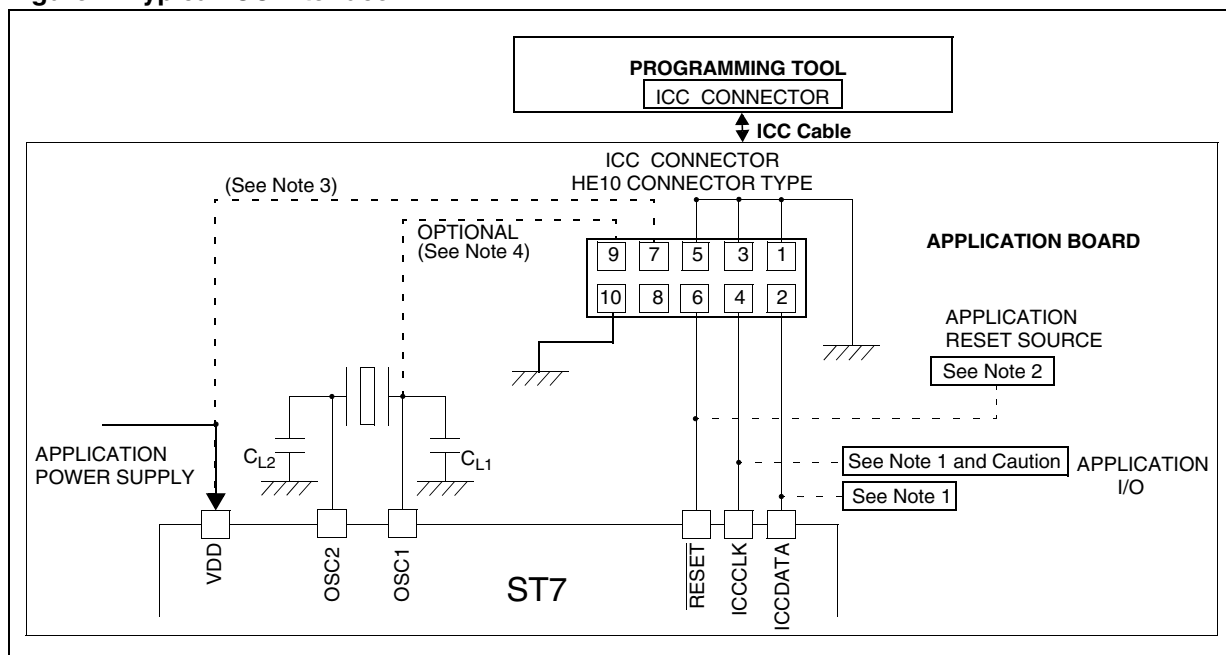 PROGRAMMING TOOL
ICC CONNECTOR
ICC Cable
ICC CONNECTOR
HE10 CONNECTOR TYPE
(See Note 3)
OPTIONAL
(See Note 4)
9 7 5 3 1
10 8 6 4 2
APPLICATION BOARD
APPLICATION
RESET SOURCE
See Note 2
APPLICATION
POWER SUPPLY
CL2
CL1
See Note 1 and Caution
See Note 1
APPLICATION
I/O
VDD
OSC2
OSC1
RESET
ICCCLK
ICCDATA
ST7